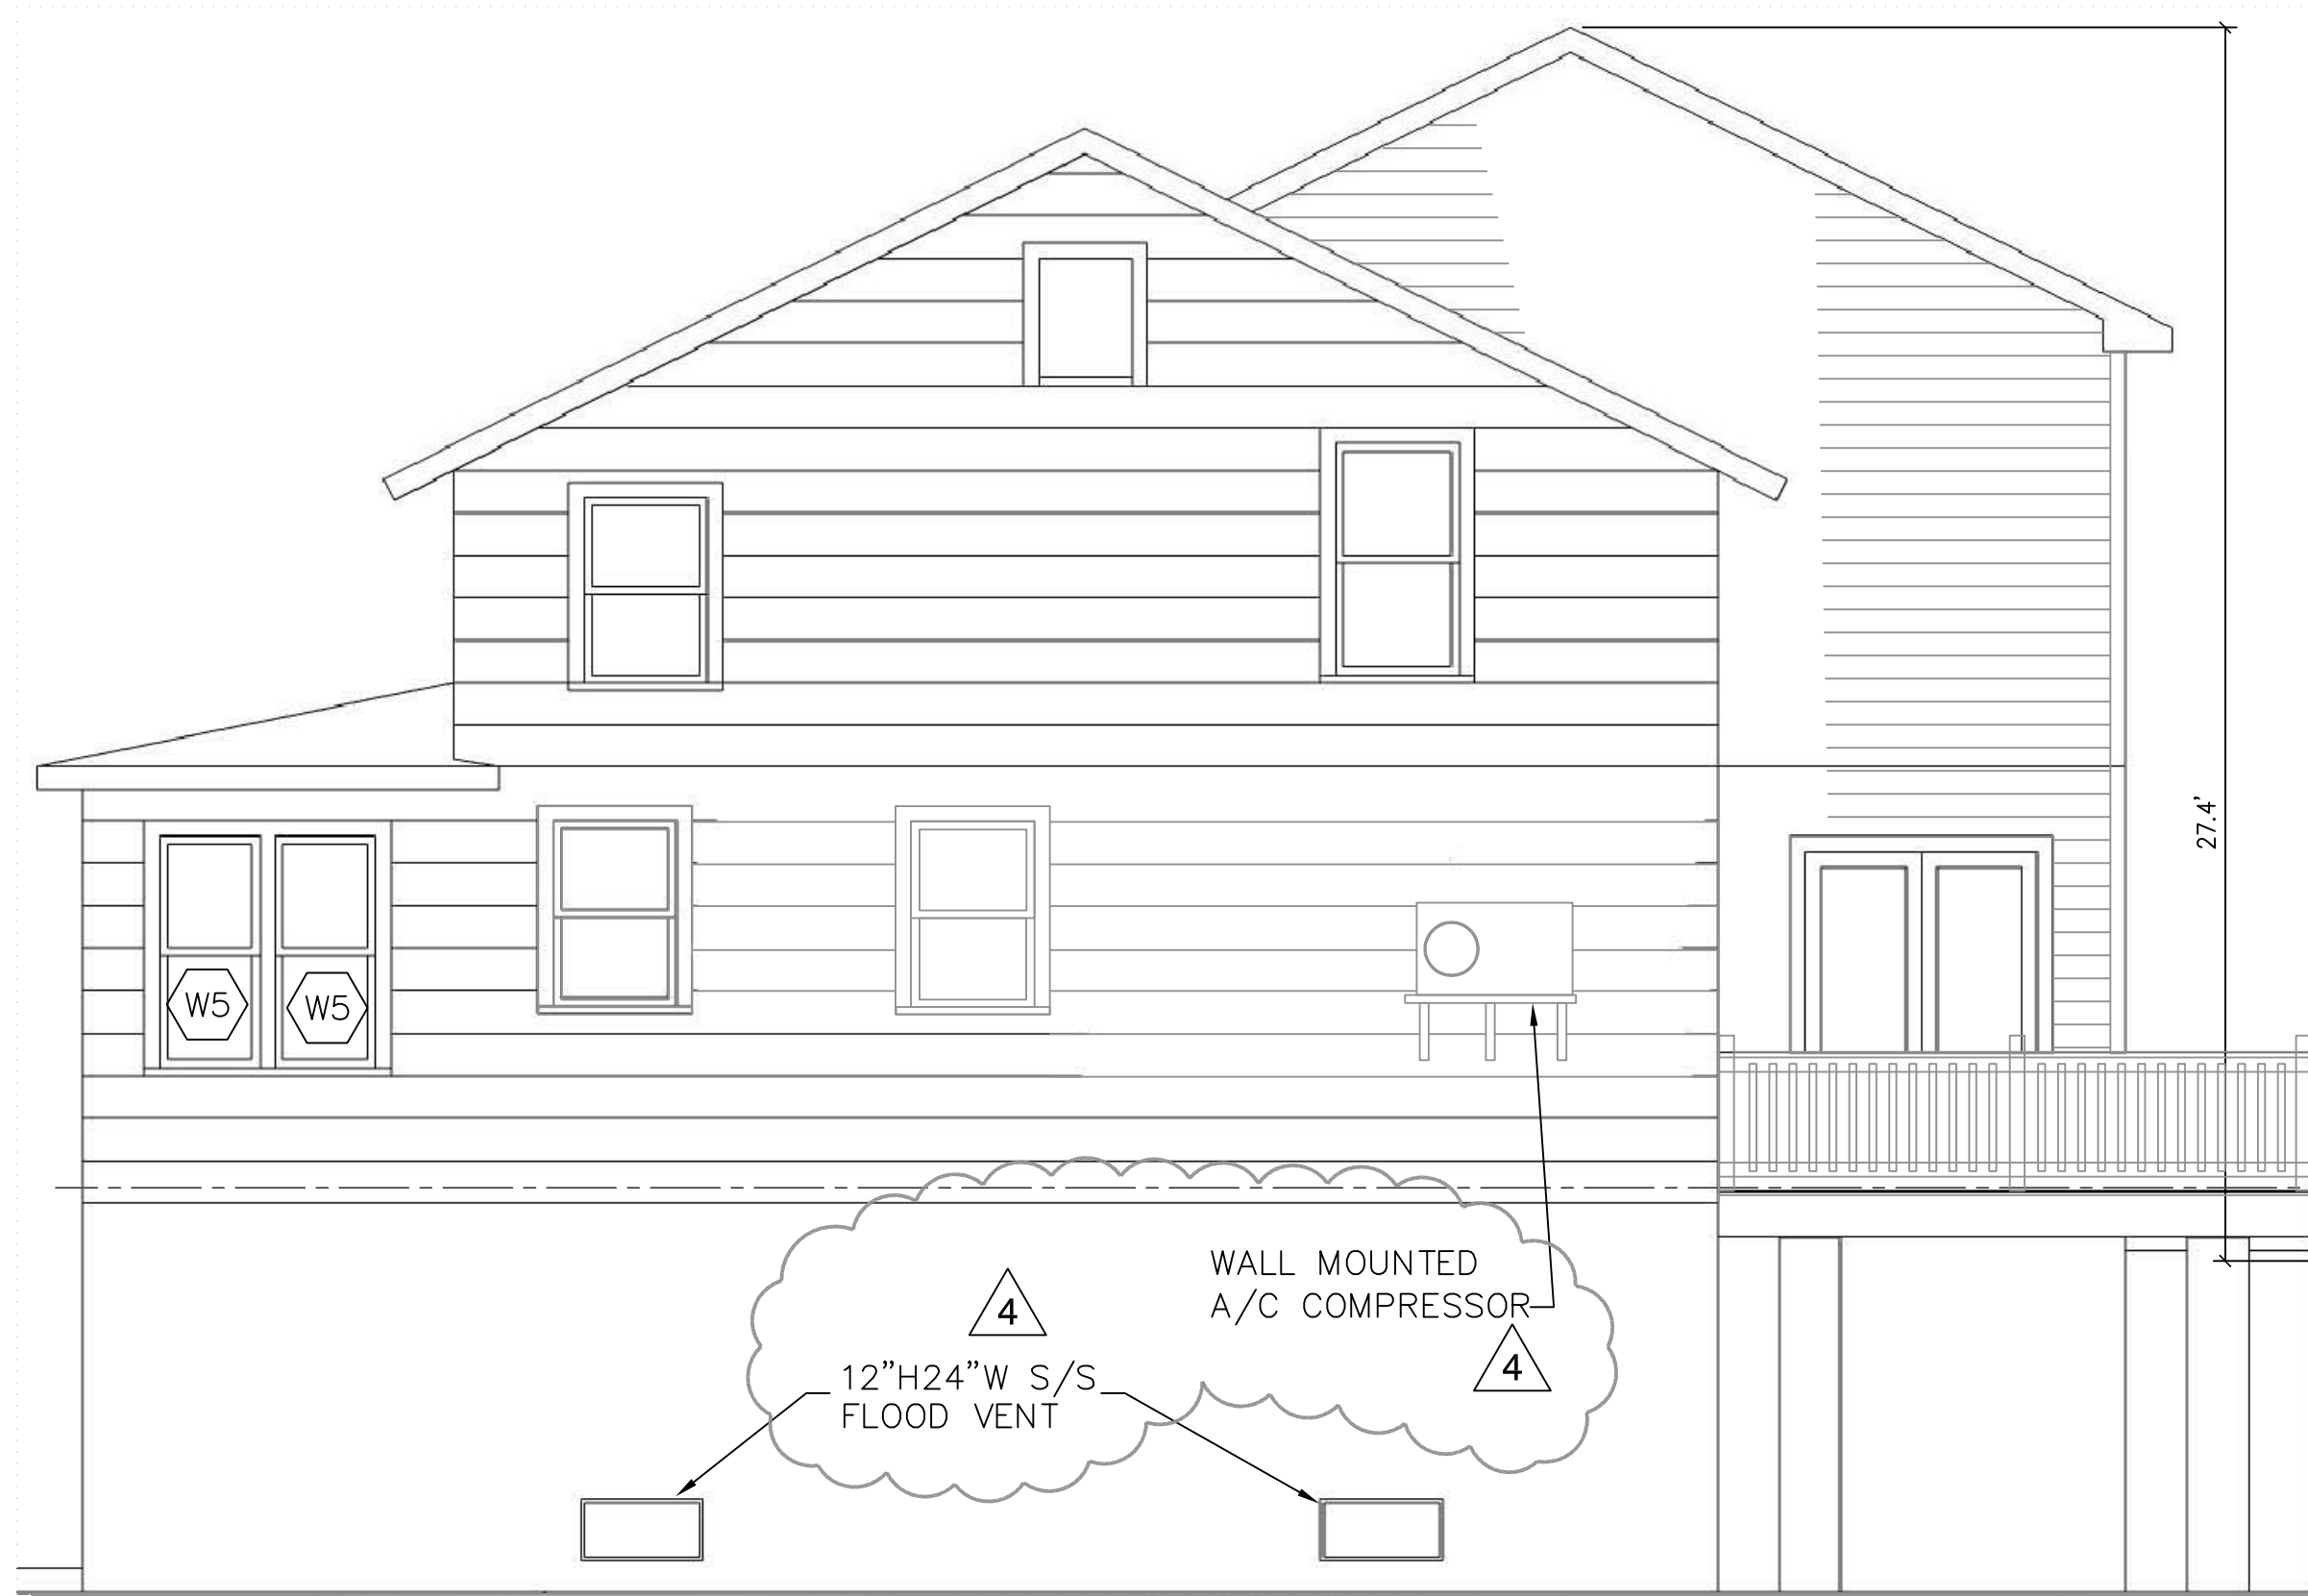 27.4'
W5
W5
WALL MOUNTED
A/C COMPRESSOR
4
4
12"H24"W S/S
FLOOD VENT